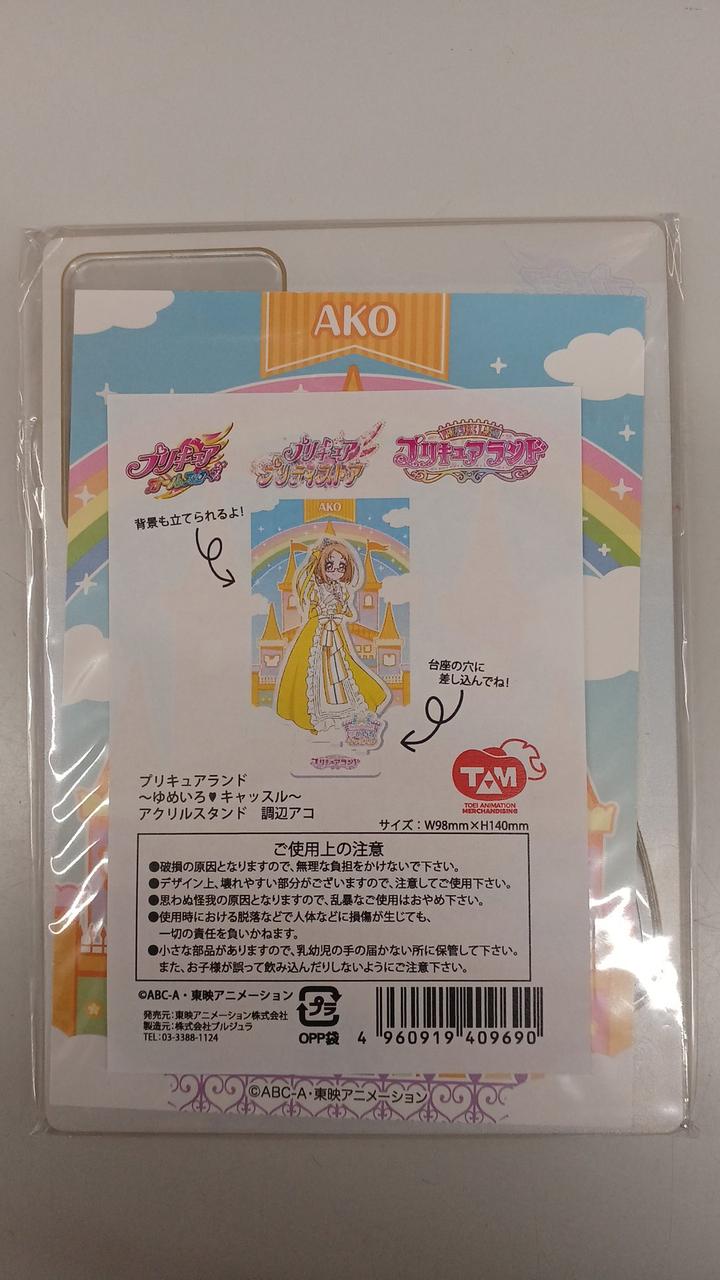 AKO
プリキュア
オールスターズ
プリキュア
プリティストア
プリキュアランド
背景も立てられるよ!
AKO
台座の穴に
差し込んでね!
プリキュアランド
TAM
TOEI ANIMATION
MERCHANDISING
プリキュアランド
～ゆめいろ♥キャッスル～
アクリルスタンド 調辺アコ
サイズ:W98mm×H140mm
ご使用上の注意
●破損の原因となりますので、無理な負担をかけないで下さい。
●デザイン上、壊れやすい部分がございますので、注意してご使用下さい。
●思わぬ怪我の原因となりますので、乱暴なご使用はおやめ下さい。
●使用時における脱落などで人体などに損傷が生じても、
一切の責任を負いかねます。
●小さな部品がありますので、乳幼児の手の届かない所に保管して下さい。
また、お子様が誤って飲み込んだりしないようにご注意下さい。
©ABC-A・東映アニメーション
発売元:東映アニメーション株式会社
製造元:株式会社プルジュラ
TEL:03-3388-1124
プラ
OPP袋
4 960919 409690
©ABC-A・東映アニメーション